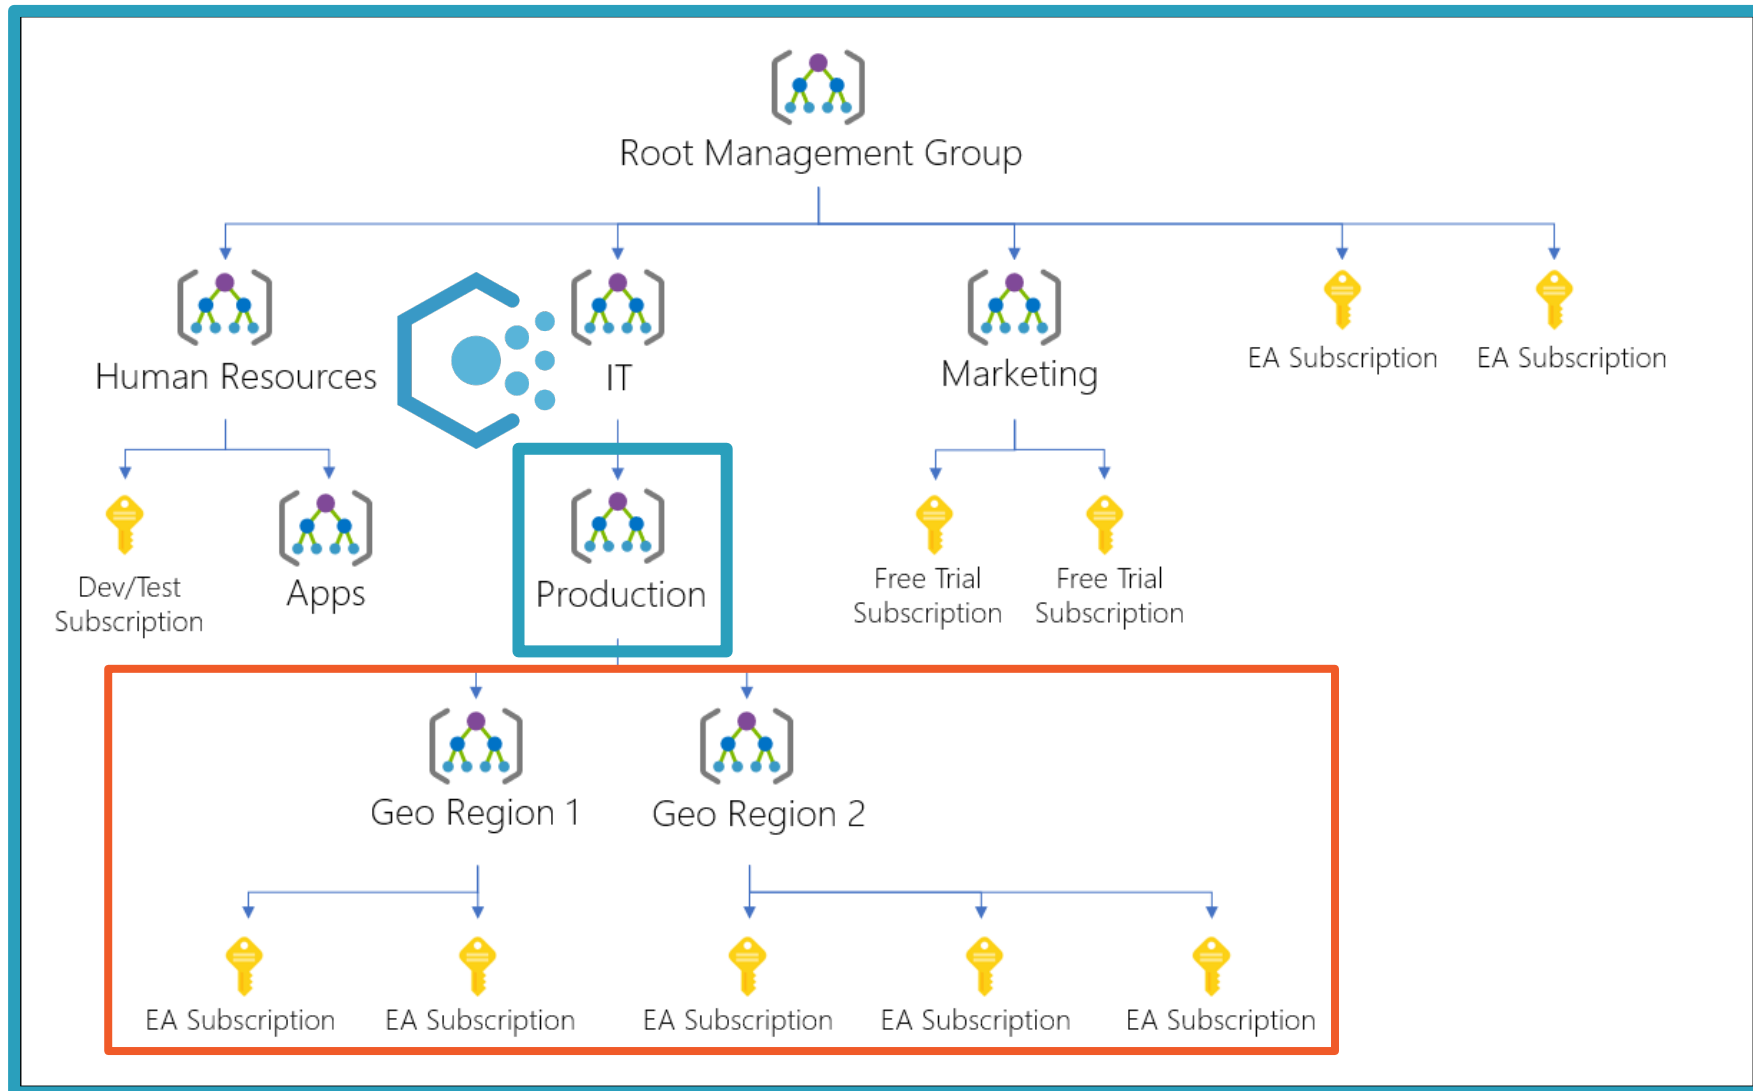 Root Management Group
Human Resources
IT
Marketing
EA Subscription
EA Subscription
Dev/Test
Subscription
Apps
Production
Free Trial
Subscription
Free Trial
Subscription
Geo Region 1
Geo Region 2
EA Subscription
EA Subscription
EA Subscription
EA Subscription
EA Subscription